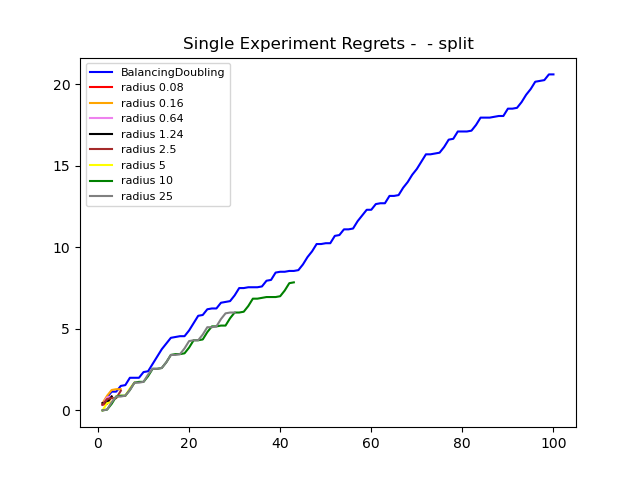 Single Experiment Regrets -  - split
BalancingDoubling
radius 0.08
radius 0.16
radius 0.64
radius 1.24
radius 2.5
radius 5
radius 10
radius 25
20
15
10
5
0
0 20 40 60 80 100